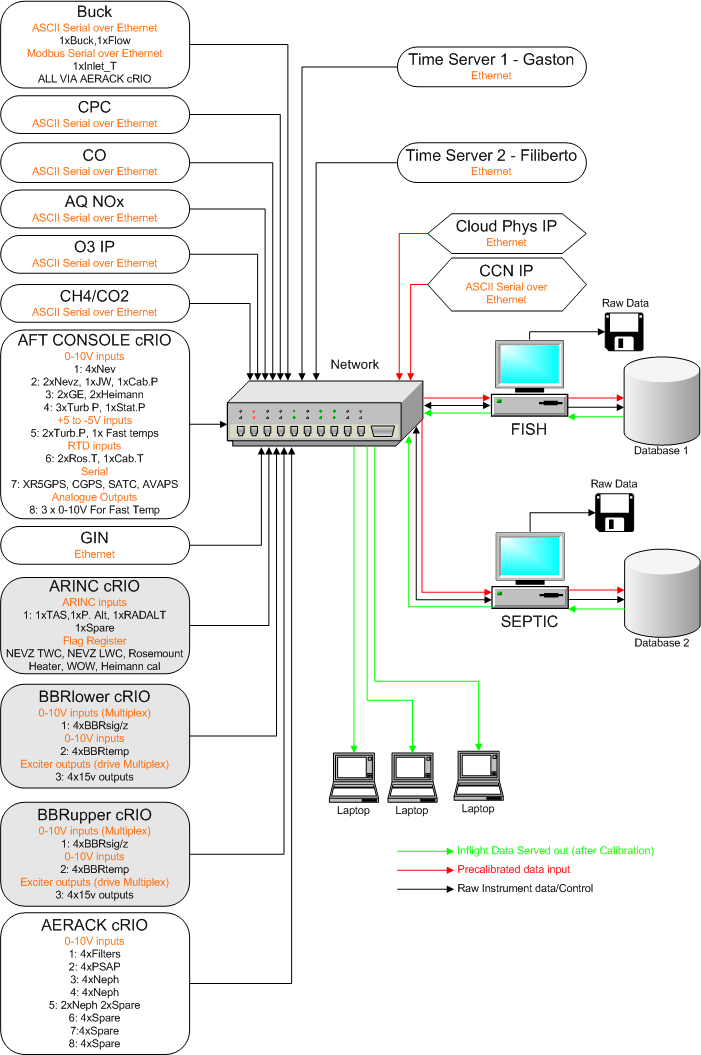 Buck
ASCII Serial over Ethernet
1xBuck,1xFlow
Modbus Serial over Ethernet
1xInlet_T
ALL VIA AERACK cRIO
CPC
ASCII Serial over Ethernet
CO
ASCII Serial over Ethernet
AQ NOx
ASCII Serial over Ethernet
O3 IP
ASCII Serial over Ethernet
CH4/CO2
ASCII Serial over Ethernet
AFT CONSOLE cRIO
0-10V inputs
1: 4xNev
2: 2xNevz, 1xJW, 1xCab.P
3: 2xGE, 2xHeimann
4: 3xTurb P, 1xStat.P
+5 to -5V inputs
5: 2xTurb.P, 1x Fast temps
RTD inputs
6: 2xRos.T, 1xCab.T
Serial
7: XR5GPS, CGPS, SATC, AVAPS
Analogue Outputs
8: 3 x 0-10V For Fast Temp
GIN
Ethernet
ARINC cRIO
ARINC inputs
1: 1xTAS,1xP. Alt, 1xRADALT
1xSpare
Flag Register
NEVZ TWC, NEVZ LWC, Rosemount
Heater, WOW, Heimann cal
BBRlower cRIO
0-10V inputs (Multiplex)
1: 4xBBRsig/z
0-10V inputs
2: 4xBBRtemp
Exciter outputs (drive Multiplex)
3: 4x15v outputs
BBRupper cRIO
0-10V inputs (Multiplex)
1: 4xBBRsig/z
0-10V inputs
2: 4xBBRtemp
Exciter outputs (drive Multiplex)
3: 4x15v outputs
AERACK cRIO
0-10V inputs
1: 4xFilters
2: 4xPSAP
3: 4xNeph
4: 4xNeph
5: 2xNeph 2xSpare
6: 4xSpare
7:4xSpare
8: 4xSpare
Time Server 1 - Gaston
Ethernet
Time Server 2 - Filiberto
Ethernet
Cloud Phys IP
Ethernet
CCN IP
ASCII Serial over
Ethernet
Network
Raw Data
FISH
Database 1
Raw Data
SEPTIC
Database 2
Laptop
Laptop
Laptop
Inflight Data Served out (after Calibration)
Precalibrated data input
Raw Instrument data/Control